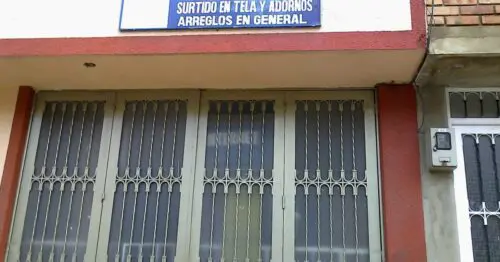 SURTIDO EN TELA Y ADORNOS
ARREGLOS EN GENERAL